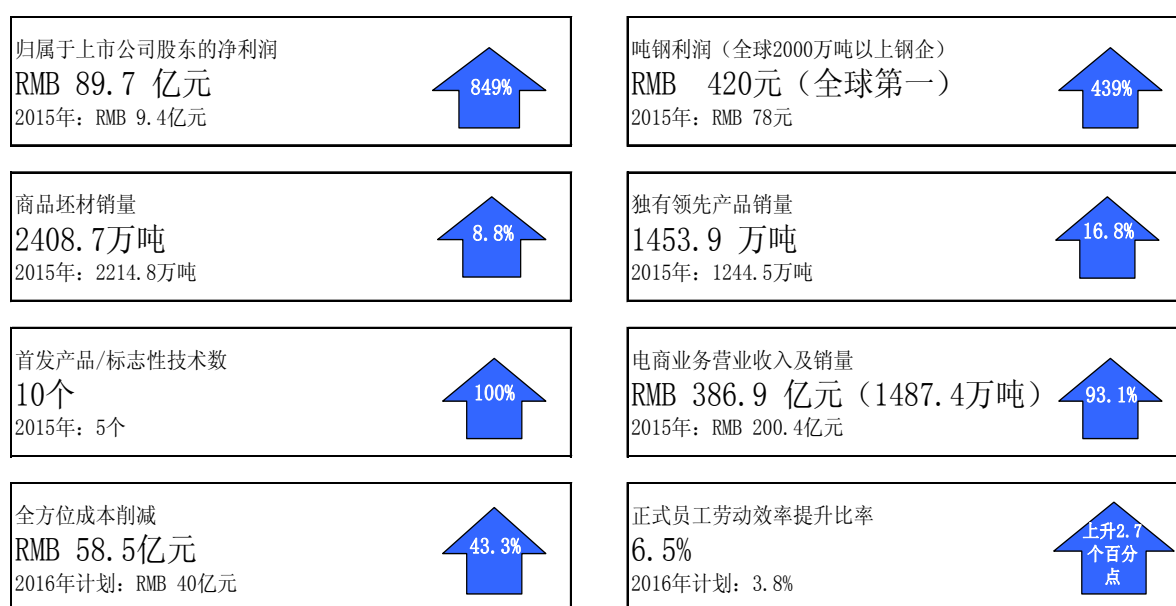 归属于上市公司股东的净利润
RMB 89.7 亿元
2015年：RMB 9.4亿元
849%
吨钢利润（全球2000万吨以上钢企）
RMB 420元（全球第一）
2015年：RMB 78元
439%
商品坯材销量
2408.7万吨
2015年：2214.8万吨
8.8%
独有领先产品销量
1453.9 万吨
2015年：1244.5万吨
16.8%
首发产品/标志性技术数
10个
2015年：5个
100%
电商业务营业收入及销量
RMB 386.9 亿元（1487.4万吨）
2015年：RMB 200.4亿元
93.1%
全方位成本削减
RMB 58.5亿元
2016年计划：RMB 40亿元
43.3%
正式员工劳动效率提升比率
6.5%
2016年计划：3.8%
上升2.7
个百分
点